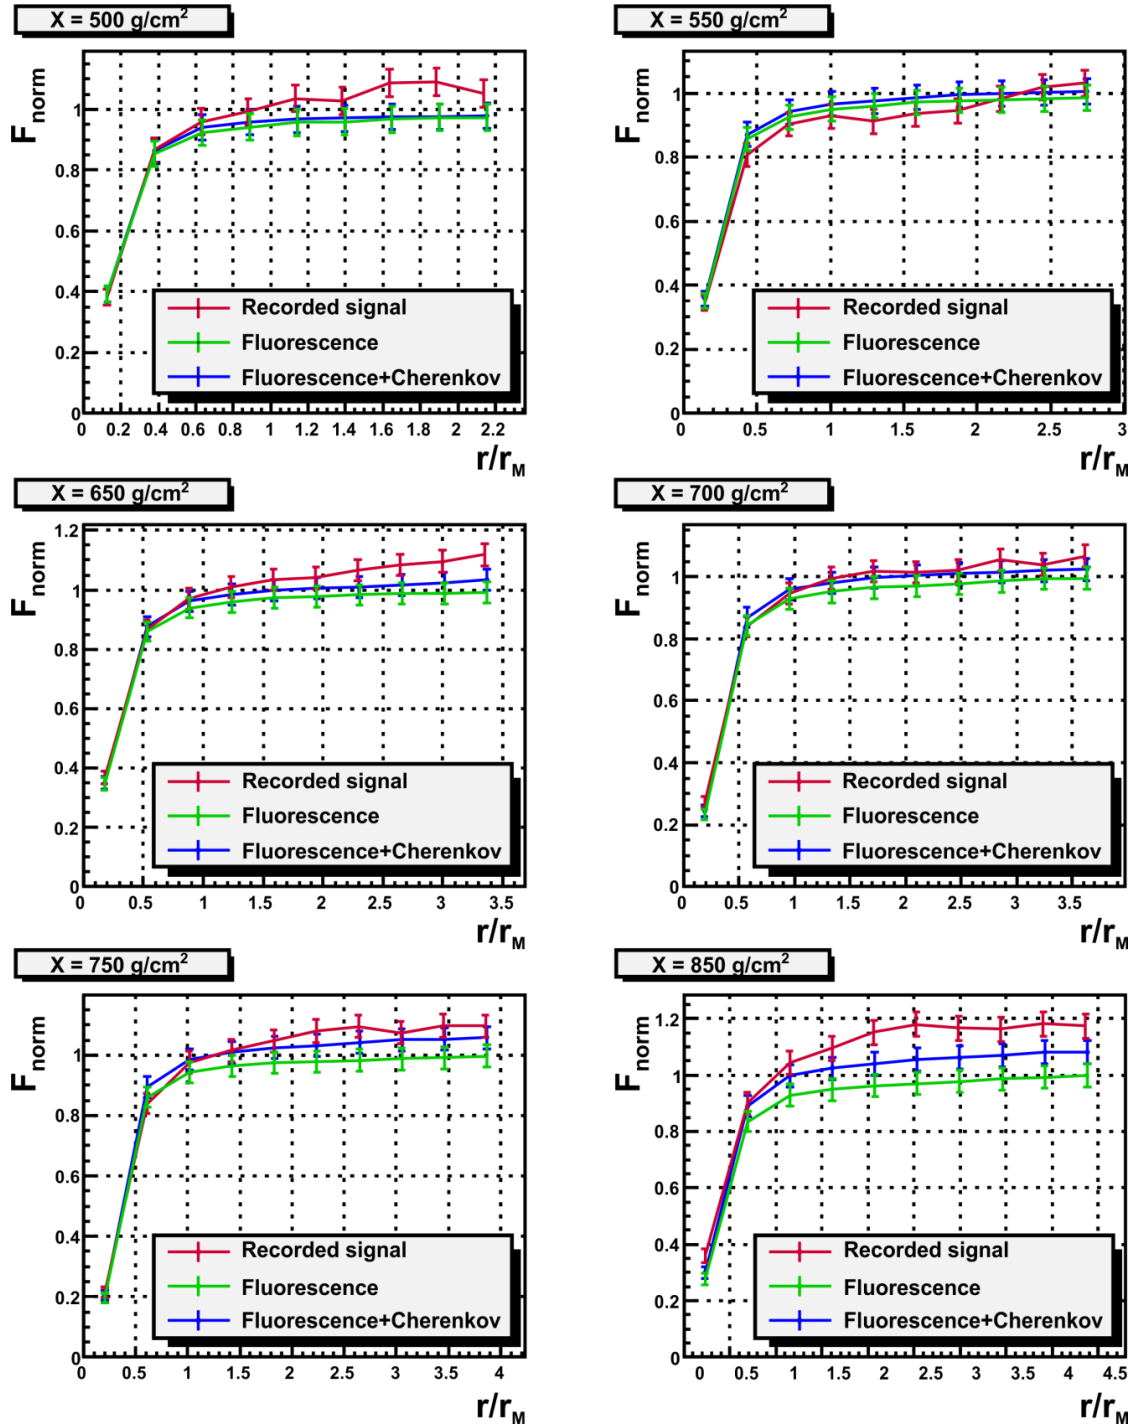 X = 500 g/cm²
F norm
1
0.8
0.6
0.4
0.2
0
Recorded signal
Fluorescence
Fluorescence+Cherenkov
0 0.2 0.4 0.6 0.8 1 1.2 1.4 1.6 1.8 2 2.2
r/r M
X = 550 g/cm²
F norm
1
0.8
0.6
0.4
0.2
0
Recorded signal
Fluorescence
Fluorescence+Cherenkov
0 0.5 1 1.5 2 2.5 3
r/r M
X = 650 g/cm²
F norm
1.2
1
0.8
0.6
0.4
0.2
0
Recorded signal
Fluorescence
Fluorescence+Cherenkov
0 0.5 1 1.5 2 2.5 3 3.5
r/r M
X = 700 g/cm²
F norm
1
0.8
0.6
0.4
0.2
0
Recorded signal
Fluorescence
Fluorescence+Cherenkov
0 0.5 1 1.5 2 2.5 3 3.5
r/r M
X = 750 g/cm²
F norm
1
0.8
0.6
0.4
0.2
0
Recorded signal
Fluorescence
Fluorescence+Cherenkov
0 0.5 1 1.5 2 2.5 3 3.5 4
r/r M
X = 850 g/cm²
F norm
1.2
1
0.8
0.6
0.4
0.2
0
Recorded signal
Fluorescence
Fluorescence+Cherenkov
0 0.5 1 1.5 2 2.5 3 3.5 4 4.5
r/r M